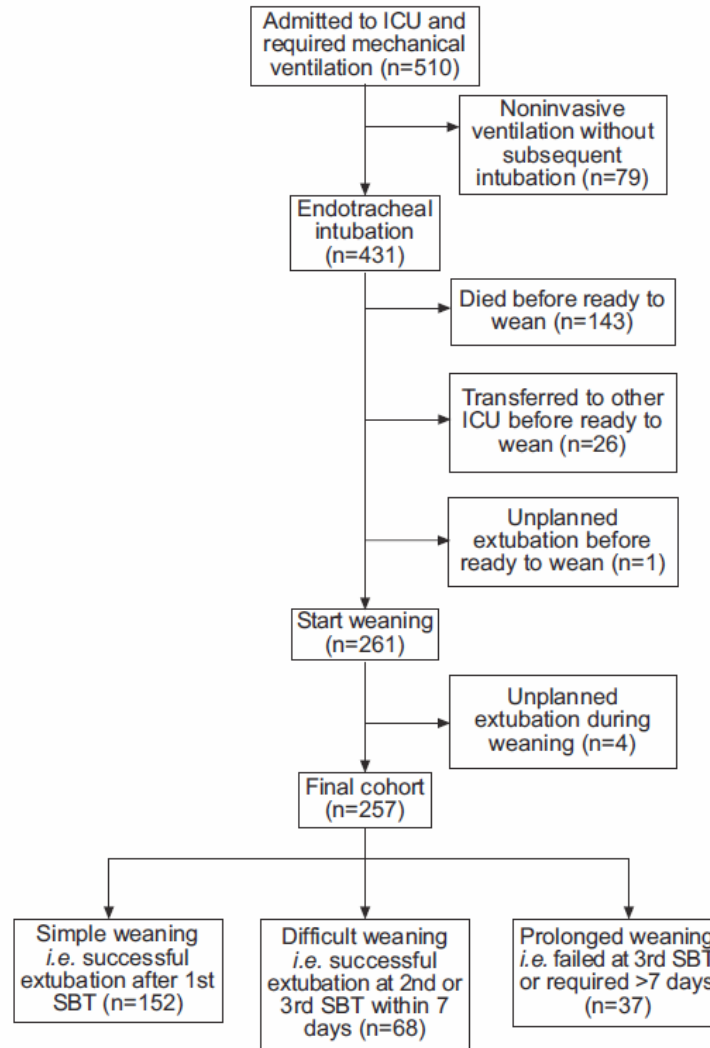 Admitted to ICU and
required mechanical
ventilation (n=510)
Noninvasive
ventilation without
subsequent
intubation (n=79)
Endotracheal
intubation
(n=431)
Died before ready to
wean (n=143)
Transferred to other
ICU before ready to
wean (n=26)
Unplanned
extubation before
ready to wean (n=1)
Start weaning
(n=261)
Unplanned
extubation during
weaning (n=4)
Final cohort
(n=257)
Simple weaning
i.e. successful
extubation after 1st
SBT (n=152)
Difficult weaning
i.e. successful
extubation at 2nd or
3rd SBT within 7
days (n=68)
Prolonged weaning
i.e. failed at 3rd SBT
or required >7 days
(n=37)